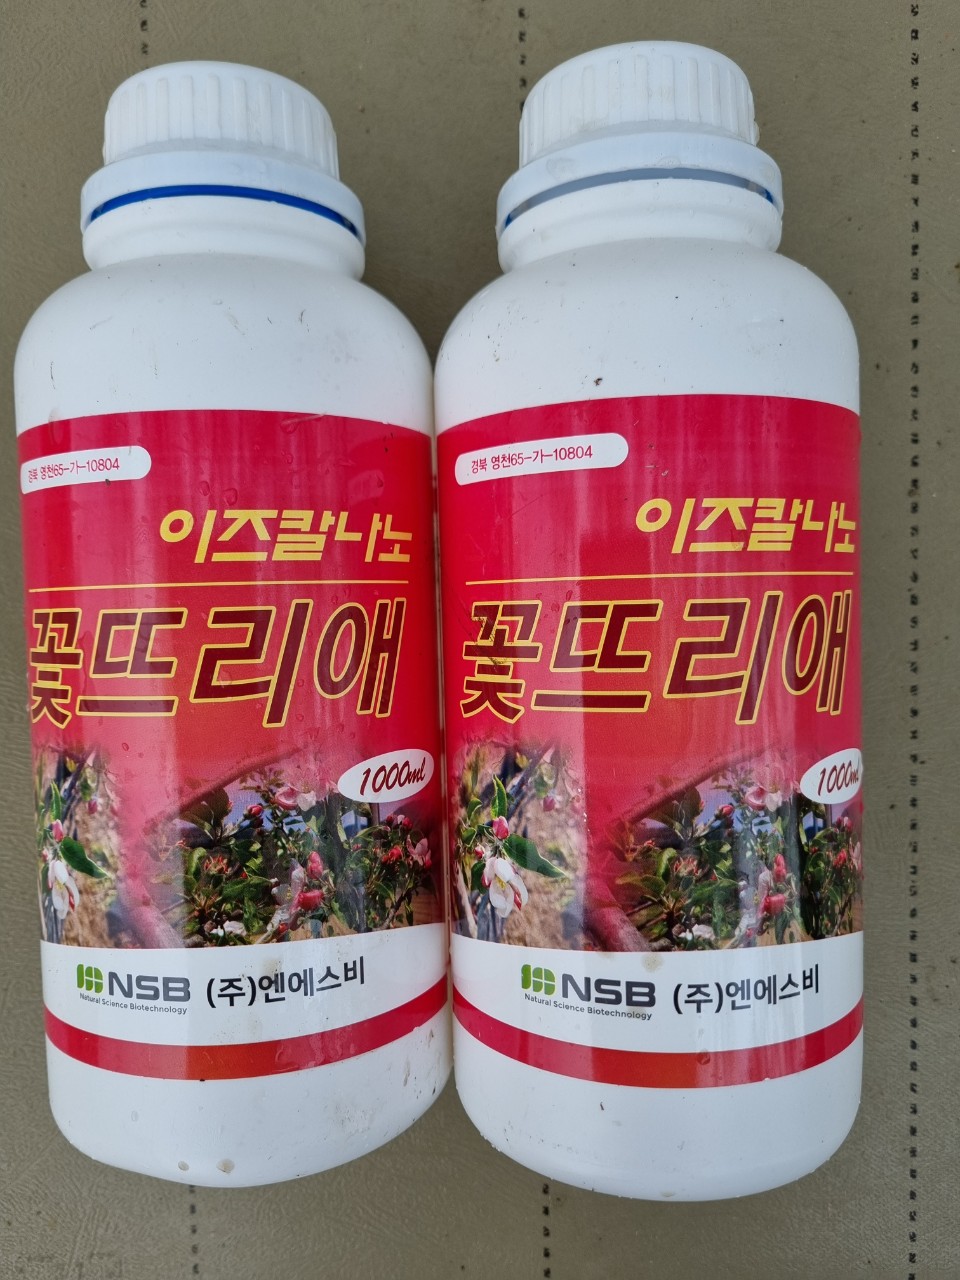 경북 영천65-가-10804
이즈칼나노
꽃뜨리애
1000ml
NSB (주)엔에스비
Natural Science Biotechnology
경북 영천65-가-10804
이즈칼나노
꽃뜨리애
1000ml
NSB (주)엔에스비
Natural Science Biotechnology